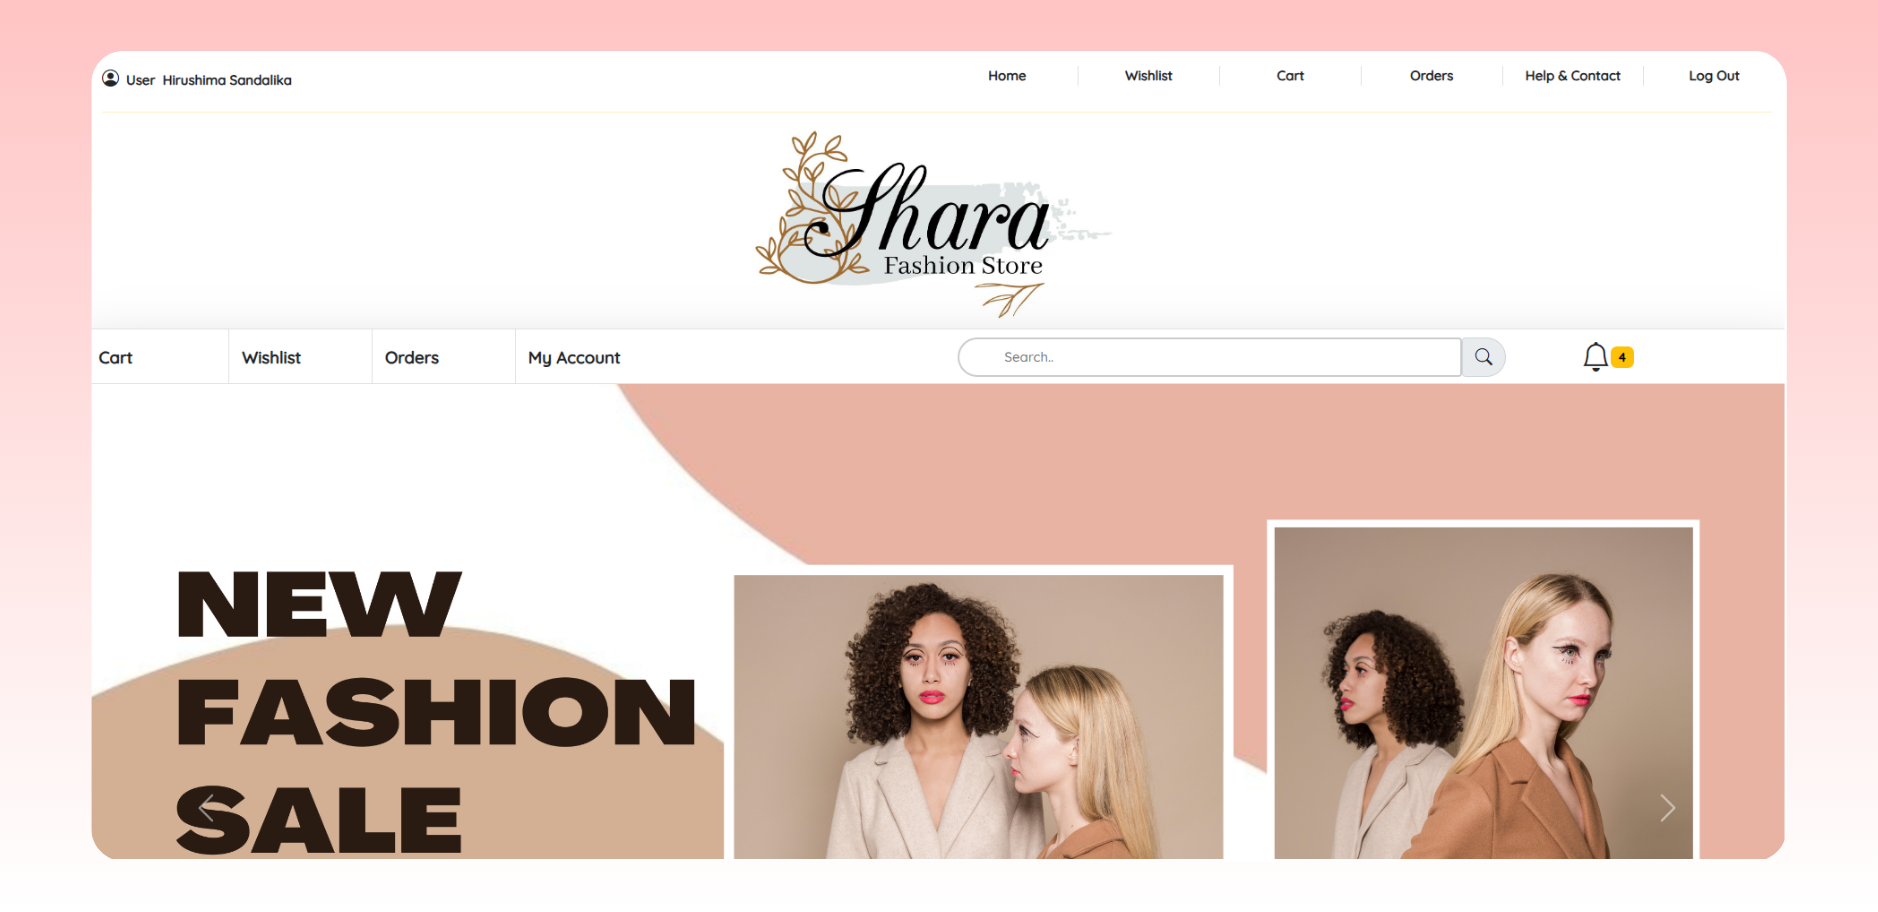 User Hirushima Sandalika
Home Wishlist Cart Orders Help & Contact Log Out
Shara
Fashion Store
Cart Wishlist Orders My Account Search.. 4
NEW
FASHION
SALE